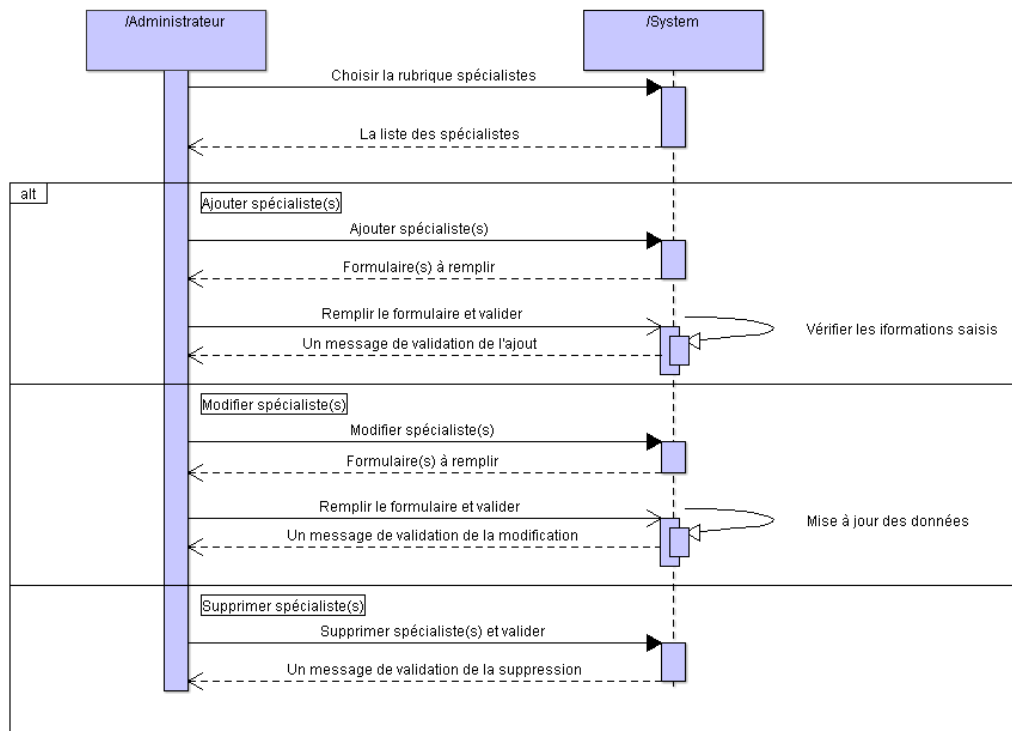 /Administrateur
/System
Choisir la rubrique spécialistes
La liste des spécialistes
alt
Ajouter spécialiste(s)
Ajouter spécialiste(s)
Formulaire(s) à remplir
Remplir le formulaire et valider
Vérifier les iformations saisis
Un message de validation de l'ajout
Modifier spécialiste(s)
Modifier spécialiste(s)
Formulaire(s) à remplir
Remplir le formulaire et valider
Mise à jour des données
Un message de validation de la modification
Supprimer spécialiste(s)
Supprimer spécialiste(s) et valider
Un message de validation de la suppression